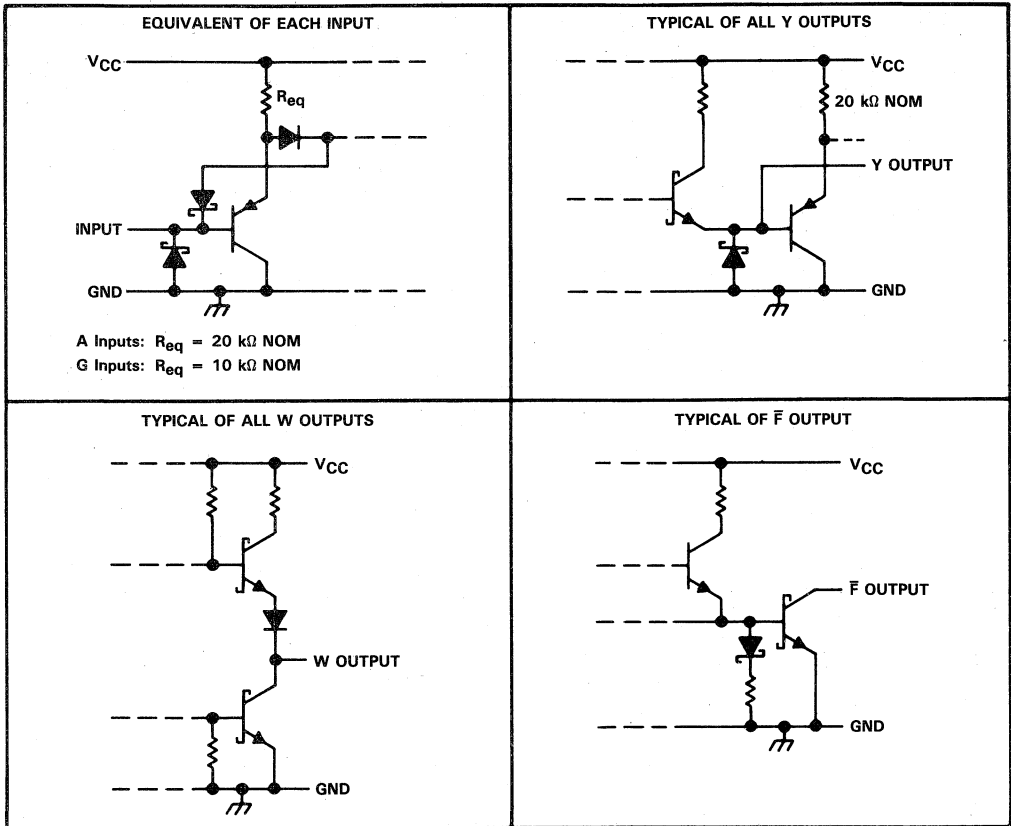 EQUIVALENT OF EACH INPUT
VCC
Req
INPUT
GND
A Inputs: Req = 20 kΩ NOM
G Inputs: Req = 10 kΩ NOM
TYPICAL OF ALL Y OUTPUTS
VCC
20 kΩ NOM
Y OUTPUT
GND
TYPICAL OF ALL W OUTPUTS
VCC
W OUTPUT
GND
TYPICAL OF F̅ OUTPUT
VCC
F̅ OUTPUT
GND